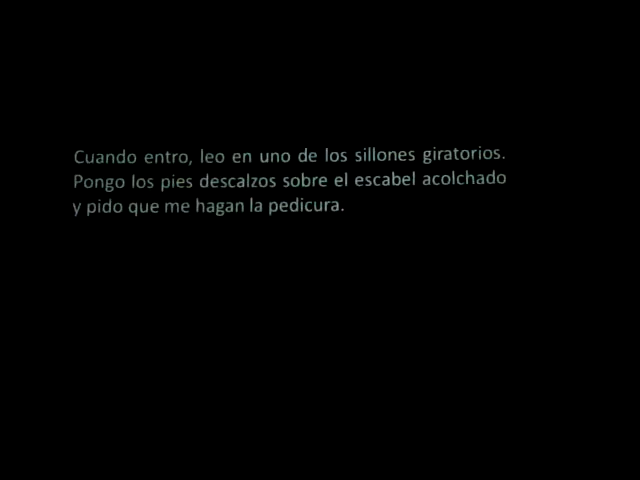 Cuando entro, leo en uno de los sillones giratorios.
Pongo los pies descalzos sobre el escabel acolchado
y pido que me hagan la pedicura.